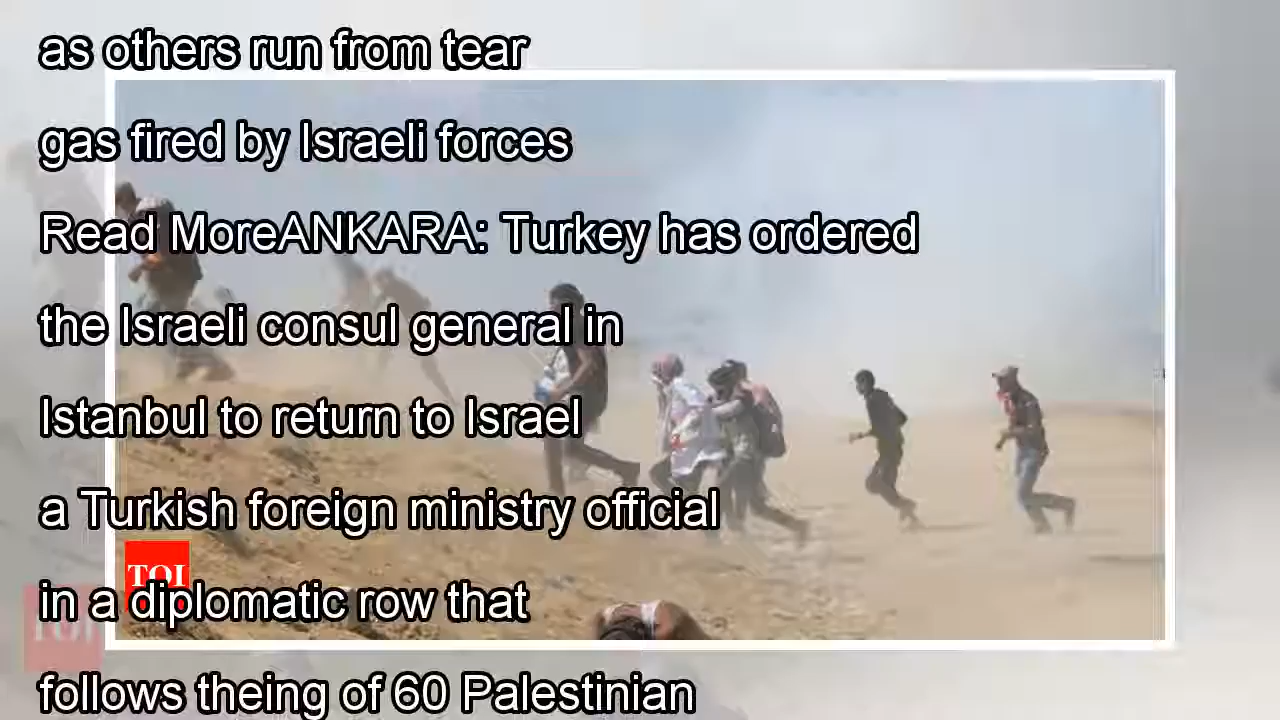 as others run from tear
gas fired by Israeli forces
Read MoreANKARA: Turkey has ordered
the Israeli consul general in
Istanbul to return to Israel
a Turkish foreign ministry official
TOI
in a diplomatic row that
follows theing of 60 Palestinian